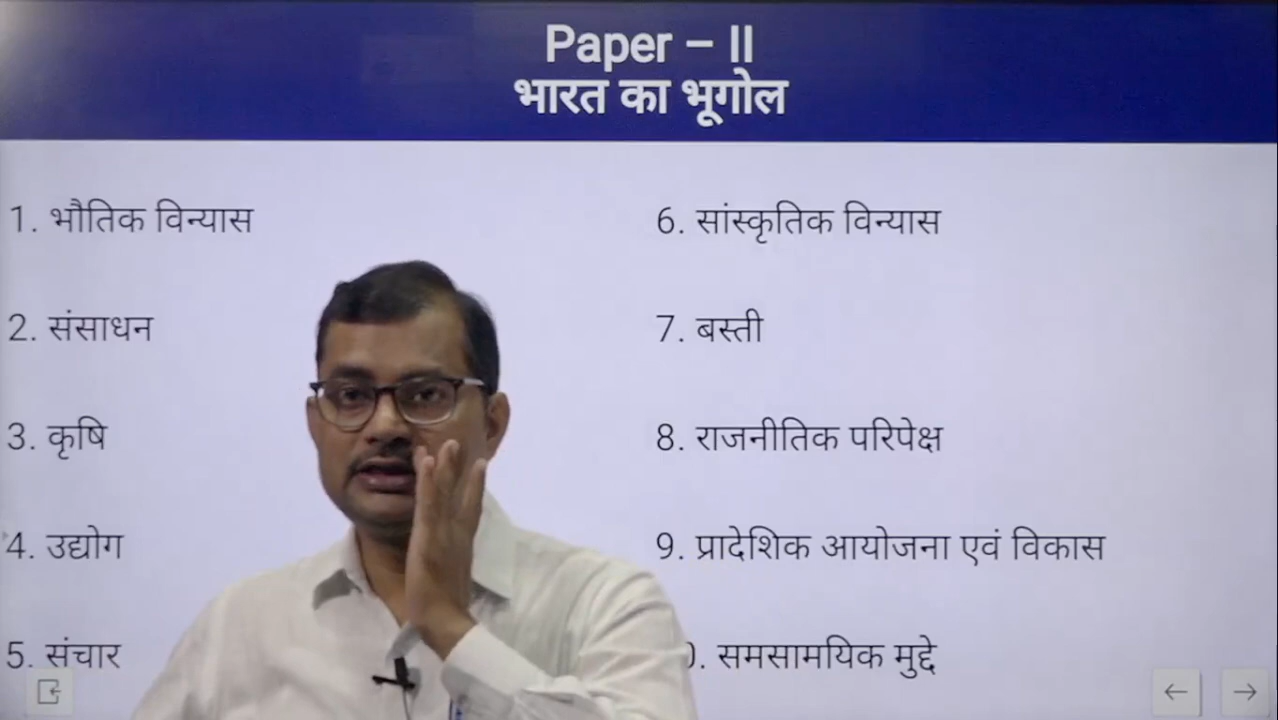 Paper – II
भारत का भूगोल
1. भौतिक विन्यास
2. संसाधन
3. कृषि
4. उद्योग
5. संचार
6. सांस्कृतिक विन्यास
7. बस्ती
8. राजनीतिक परिपेक्ष
9. प्रादेशिक आयोजना एवं विकास
0. समसामयिक मुद्दे